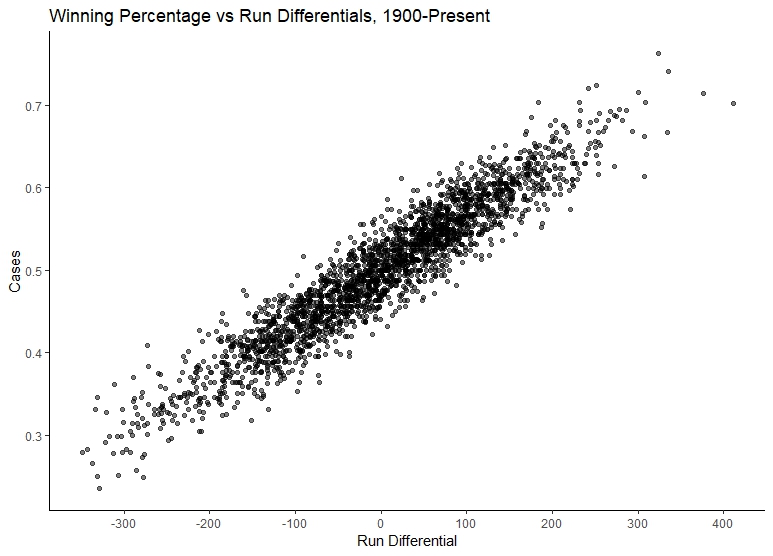 Winning Percentage vs Run Differentials, 1900-Present
Cases
0.7
0.6
0.5
0.4
0.3
-300 -200 -100 0 100 200 300 400
Run Differential